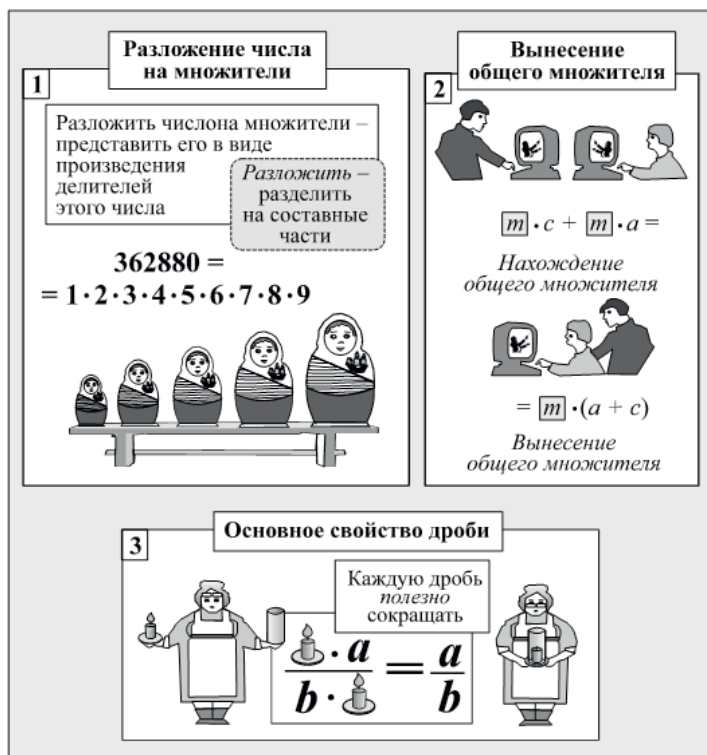 Разложение числа
на множители
1
Разложить числона множители –
представить его в виде
произведения
делителей
этого числа
Разложить –
разделить
на составные
части
362880 =
= 1·2·3·4·5·6·7·8·9
Вынесение
общего множителя
2
m · c + m · a =
Нахождение
общего множителя
= m ·(a + c)
Вынесение
общего множителя
Основное свойство дроби
3
Каждую дробь
полезно
сокращать
· a = a
b · b